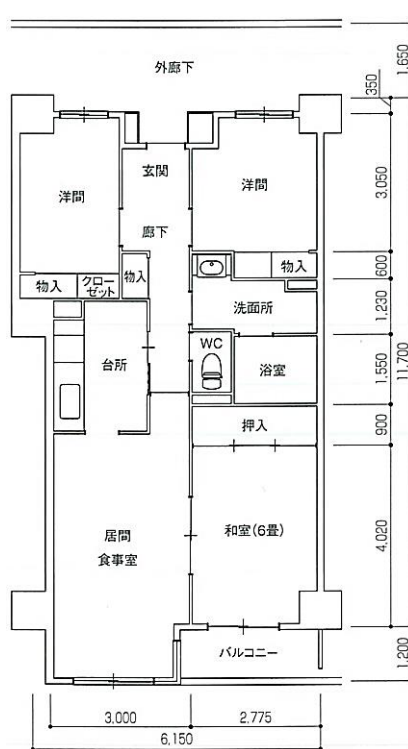 外廊下
1,650
350
玄関
洋間
洋間
3,050
廊下
物入
クロー
ゼット
物入
物入
600
洗面所
1,230
WC
台所
浴室
1,550
11,700
押入
900
居間
食事室
和室(6畳)
4,020
バルコニー
1,200
3,000
2,775
6,150